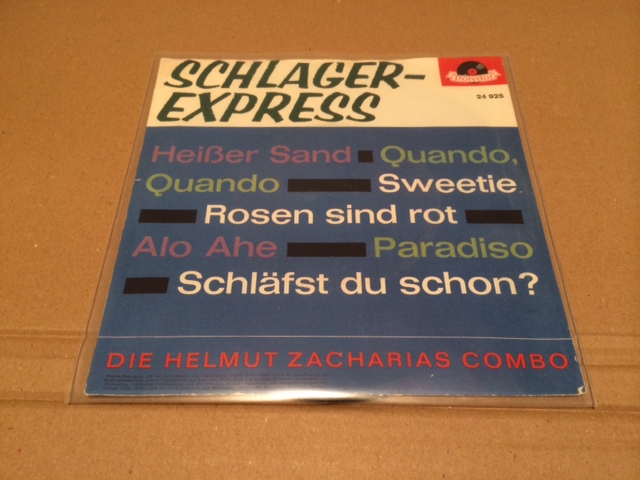 SCHLAGER-
EXPRESS
Polydor
24 925
Heißer Sand Quando,
Quando Sweetie
Rosen sind rot
Alo Ahe Paradiso
Schläfst du schon?
DIE HELMUT ZACHARIAS COMBO